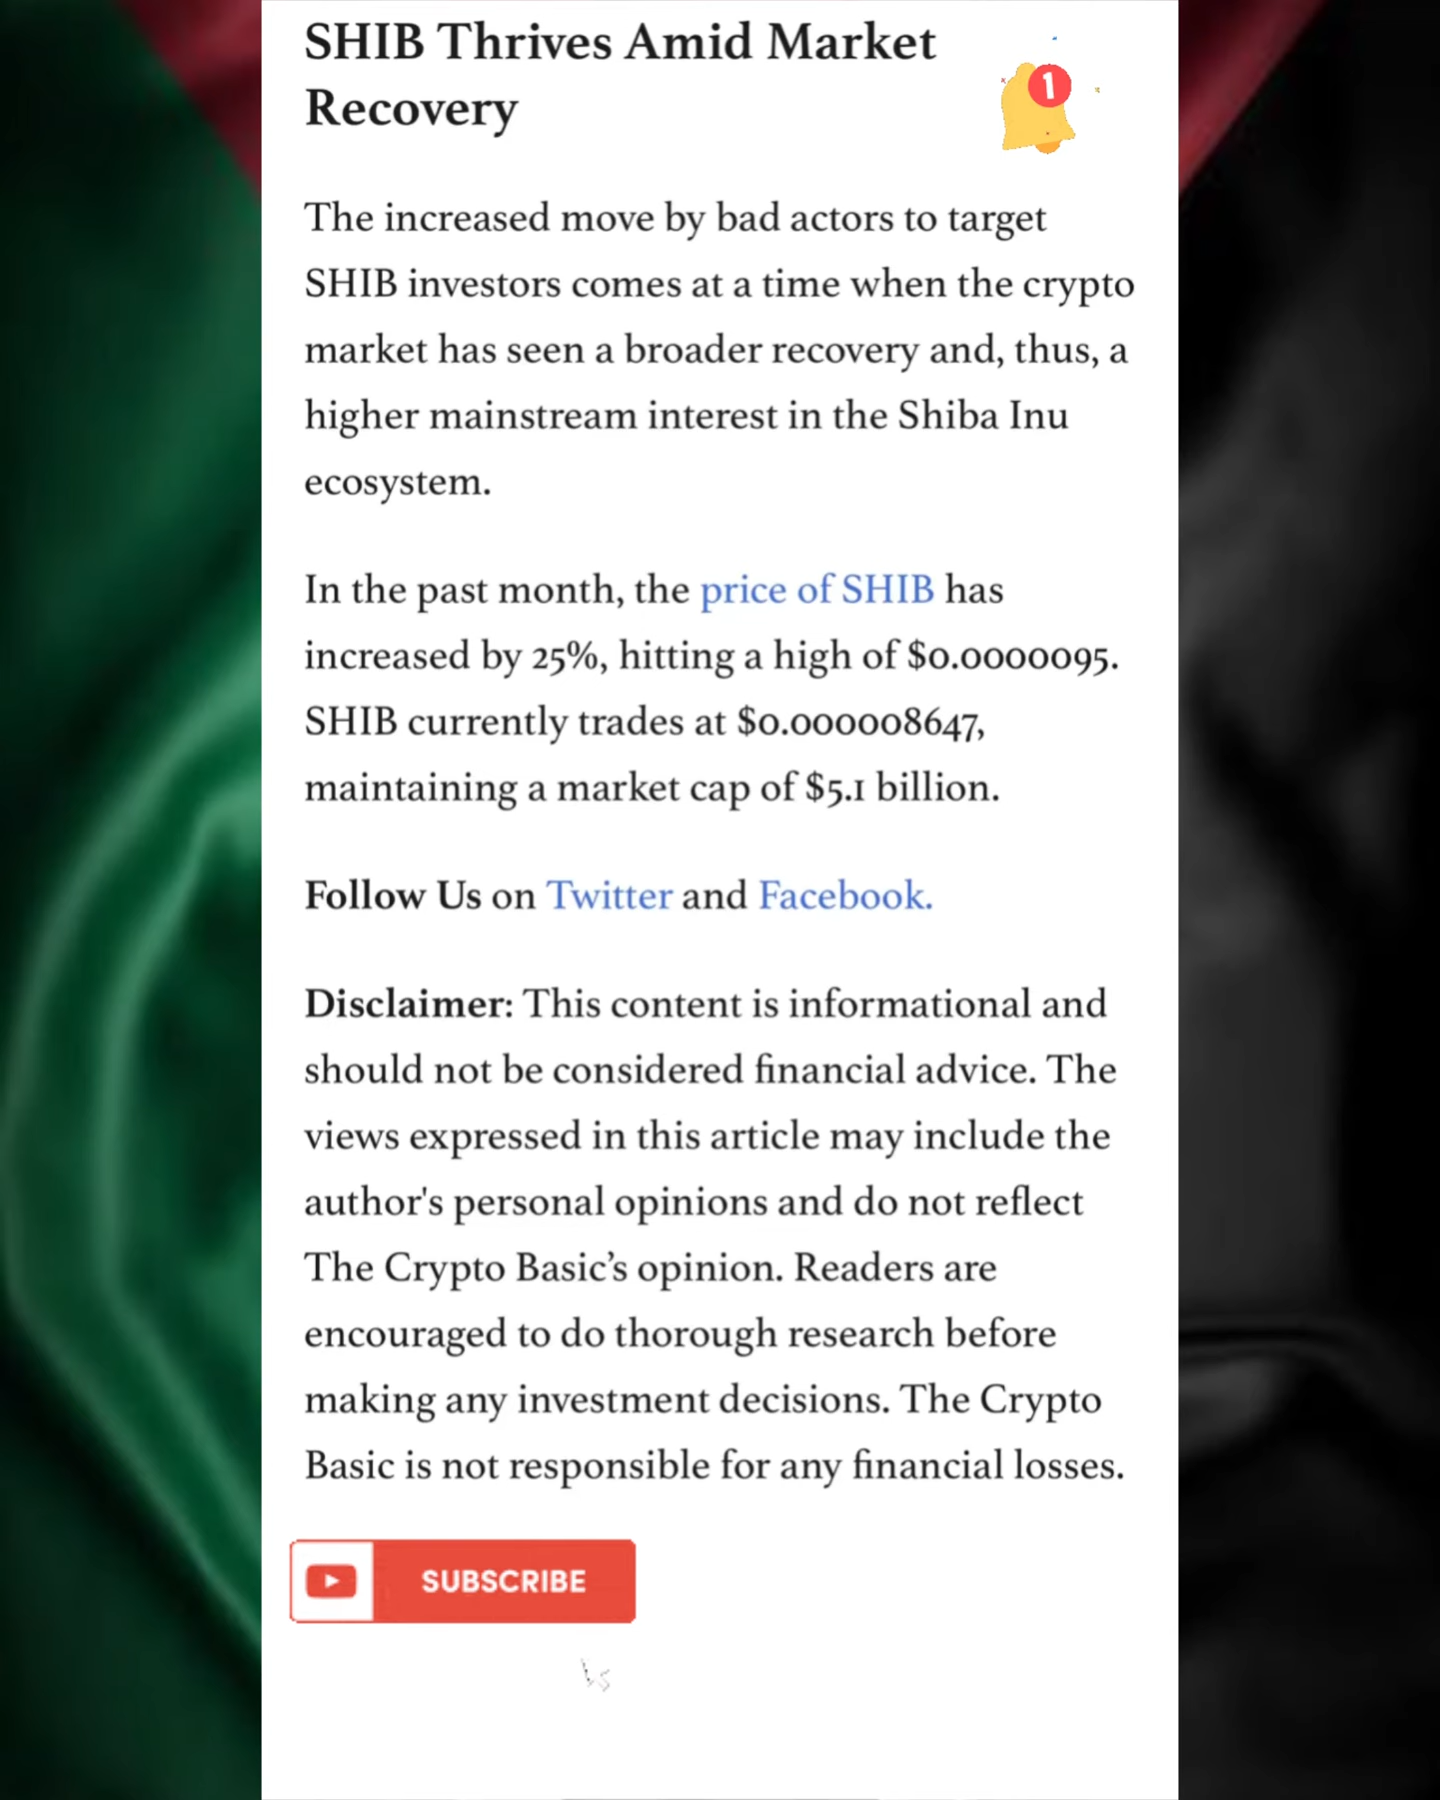 SHIB Thrives Amid Market
Recovery
1
The increased move by bad actors to target
SHIB investors comes at a time when the crypto
market has seen a broader recovery and, thus, a
higher mainstream interest in the Shiba Inu
ecosystem.
In the past month, the price of SHIB has
increased by 25%, hitting a high of $0.0000095.
SHIB currently trades at $0.000008647,
maintaining a market cap of $5.1 billion.
Follow Us on Twitter and Facebook.
Disclaimer: This content is informational and
should not be considered financial advice. The
views expressed in this article may include the
author's personal opinions and do not reflect
The Crypto Basic’s opinion. Readers are
encouraged to do thorough research before
making any investment decisions. The Crypto
Basic is not responsible for any financial losses.
SUBSCRIBE